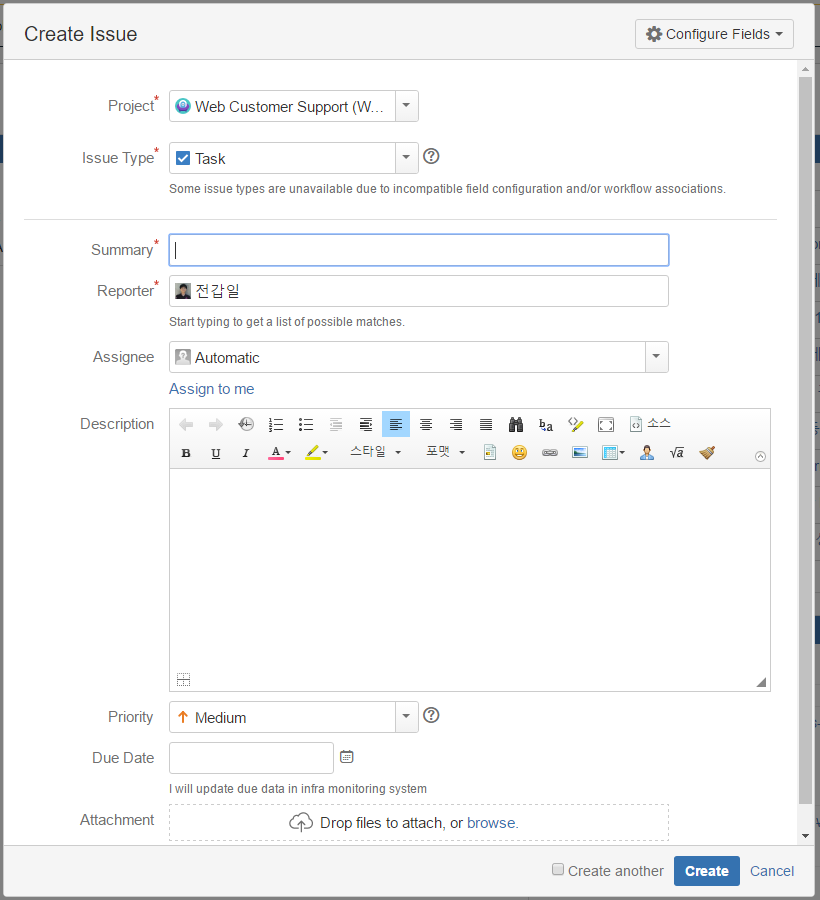 Create Issue
Configure Fields
Project*
Web Customer Support (W...
Issue Type*
Task
Some issue types are unavailable due to incompatible field configuration and/or workflow associations.
Summary*
Reporter*
전갑일
Start typing to get a list of possible matches.
Assignee
Automatic
Assign to me
Description
소스
B U I A 스타일 포맷 √a
Priority
Medium
Due Date
I will update due data in infra monitoring system
Attachment
Drop files to attach, or browse.
Create another
Create
Cancel